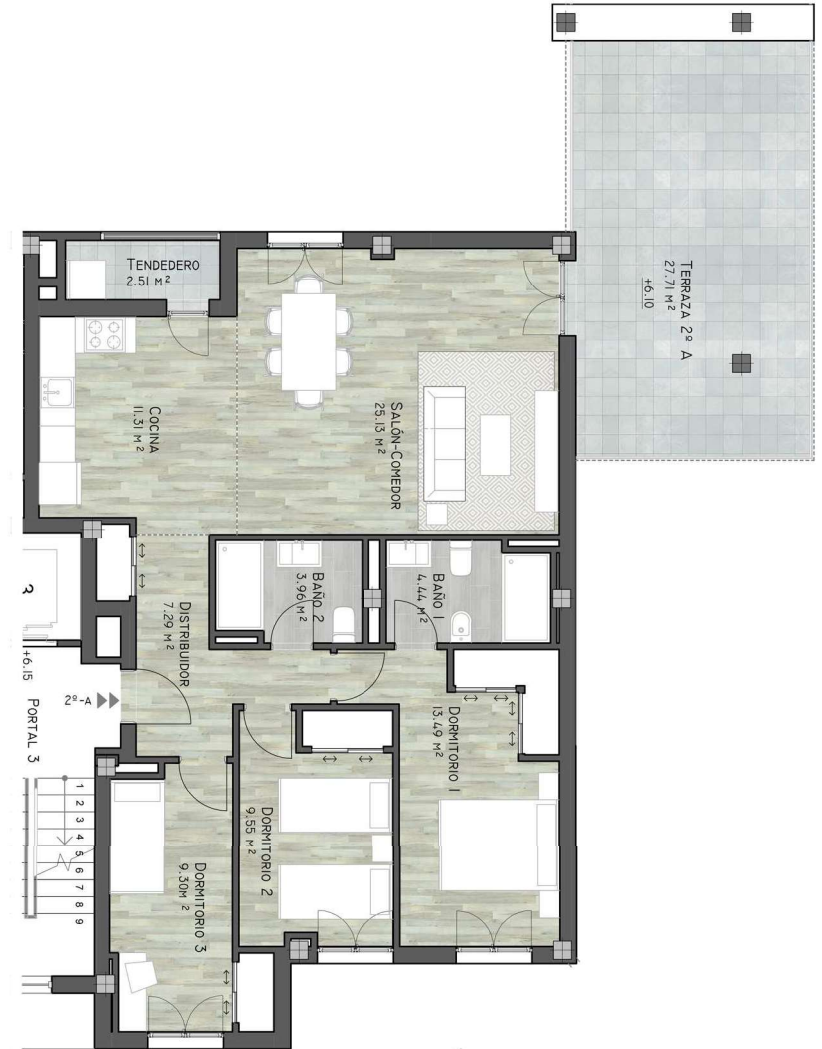 TERRAZA 2º A
27.71 M²
+6.10
TENDEDERO
2.51 M²
COCINA
11.31 M²
SALÓN-COMEDOR
25.13 M²
BAÑO 2
3.96 M²
BAÑO 1
4.44 M²
DISTRIBUIDOR
7.29 M²
3
+6.15
PORTAL 3
2º-A
DORMITORIO 1
13.49 M²
DORMITORIO 2
9.55 M²
DORMITORIO 3
9.30M²
1
2
3
4
5
6
7
8
9